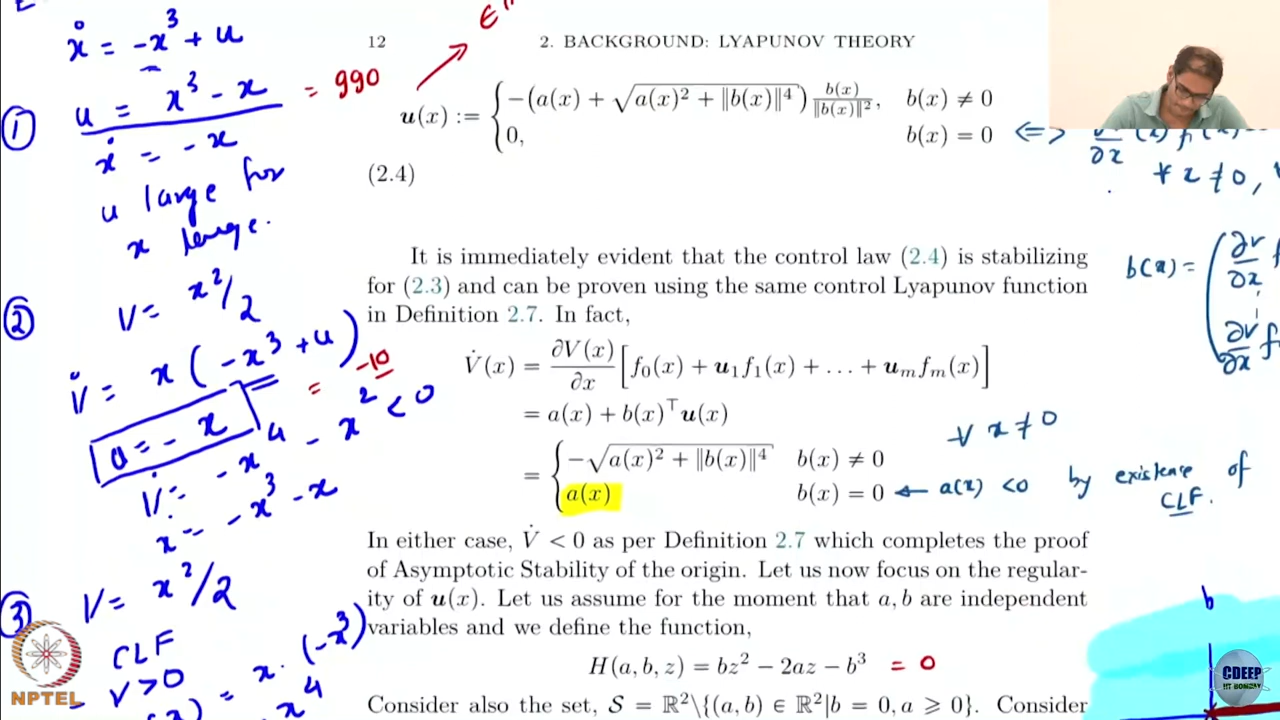 ẋ = -x³ + u
① u = x³ - x = 990
ẋ = -x
u large for
x large.
② V = x²/2
V̇ = x(-x³ + u)
u = -x = -10
V̇ = -x⁴ - x² < 0
ẋ = -x³ - x
③ V = x²/2
CLF
V > 0
= x·(-x³)
x⁴
12 2. BACKGROUND: LYAPUNOV THEORY
u(x) := { -(a(x) + √(a(x)² + ‖b(x)‖⁴)) b(x)/‖b(x)‖², b(x) ≠ 0
0, b(x) = 0 ⟺
(2.4)
∀ x ≠ 0,
It is immediately evident that the control law (2.4) is stabilizing
for (2.3) and can be proven using the same control Lyapunov function
in Definition 2.7. In fact,
b(x) = ( ∂V/∂x f
∂V/∂x f
V̇(x) = ∂V(x)/∂x [f₀(x) + u₁f₁(x) + … + uₘfₘ(x)]
= a(x) + b(x)ᵀu(x)
= { -√(a(x)² + ‖b(x)‖⁴) b(x) ≠ 0
∀ x ≠ 0
a(x) b(x) = 0 ← a(x) < 0 by existence of
CLF.
In either case, V̇ < 0 as per Definition 2.7 which completes the proof
of Asymptotic Stability of the origin. Let us now focus on the regular-
ity of u(x). Let us assume for the moment that a, b are independent
variables and we define the function,
b
H(a, b, z) = bz² − 2az − b³ = 0
Consider also the set, S = ℝ²\{(a, b) ∈ ℝ²|b = 0, a ⩾ 0}. Consider
NPTEL
CDEEP
IIT BOMBAY